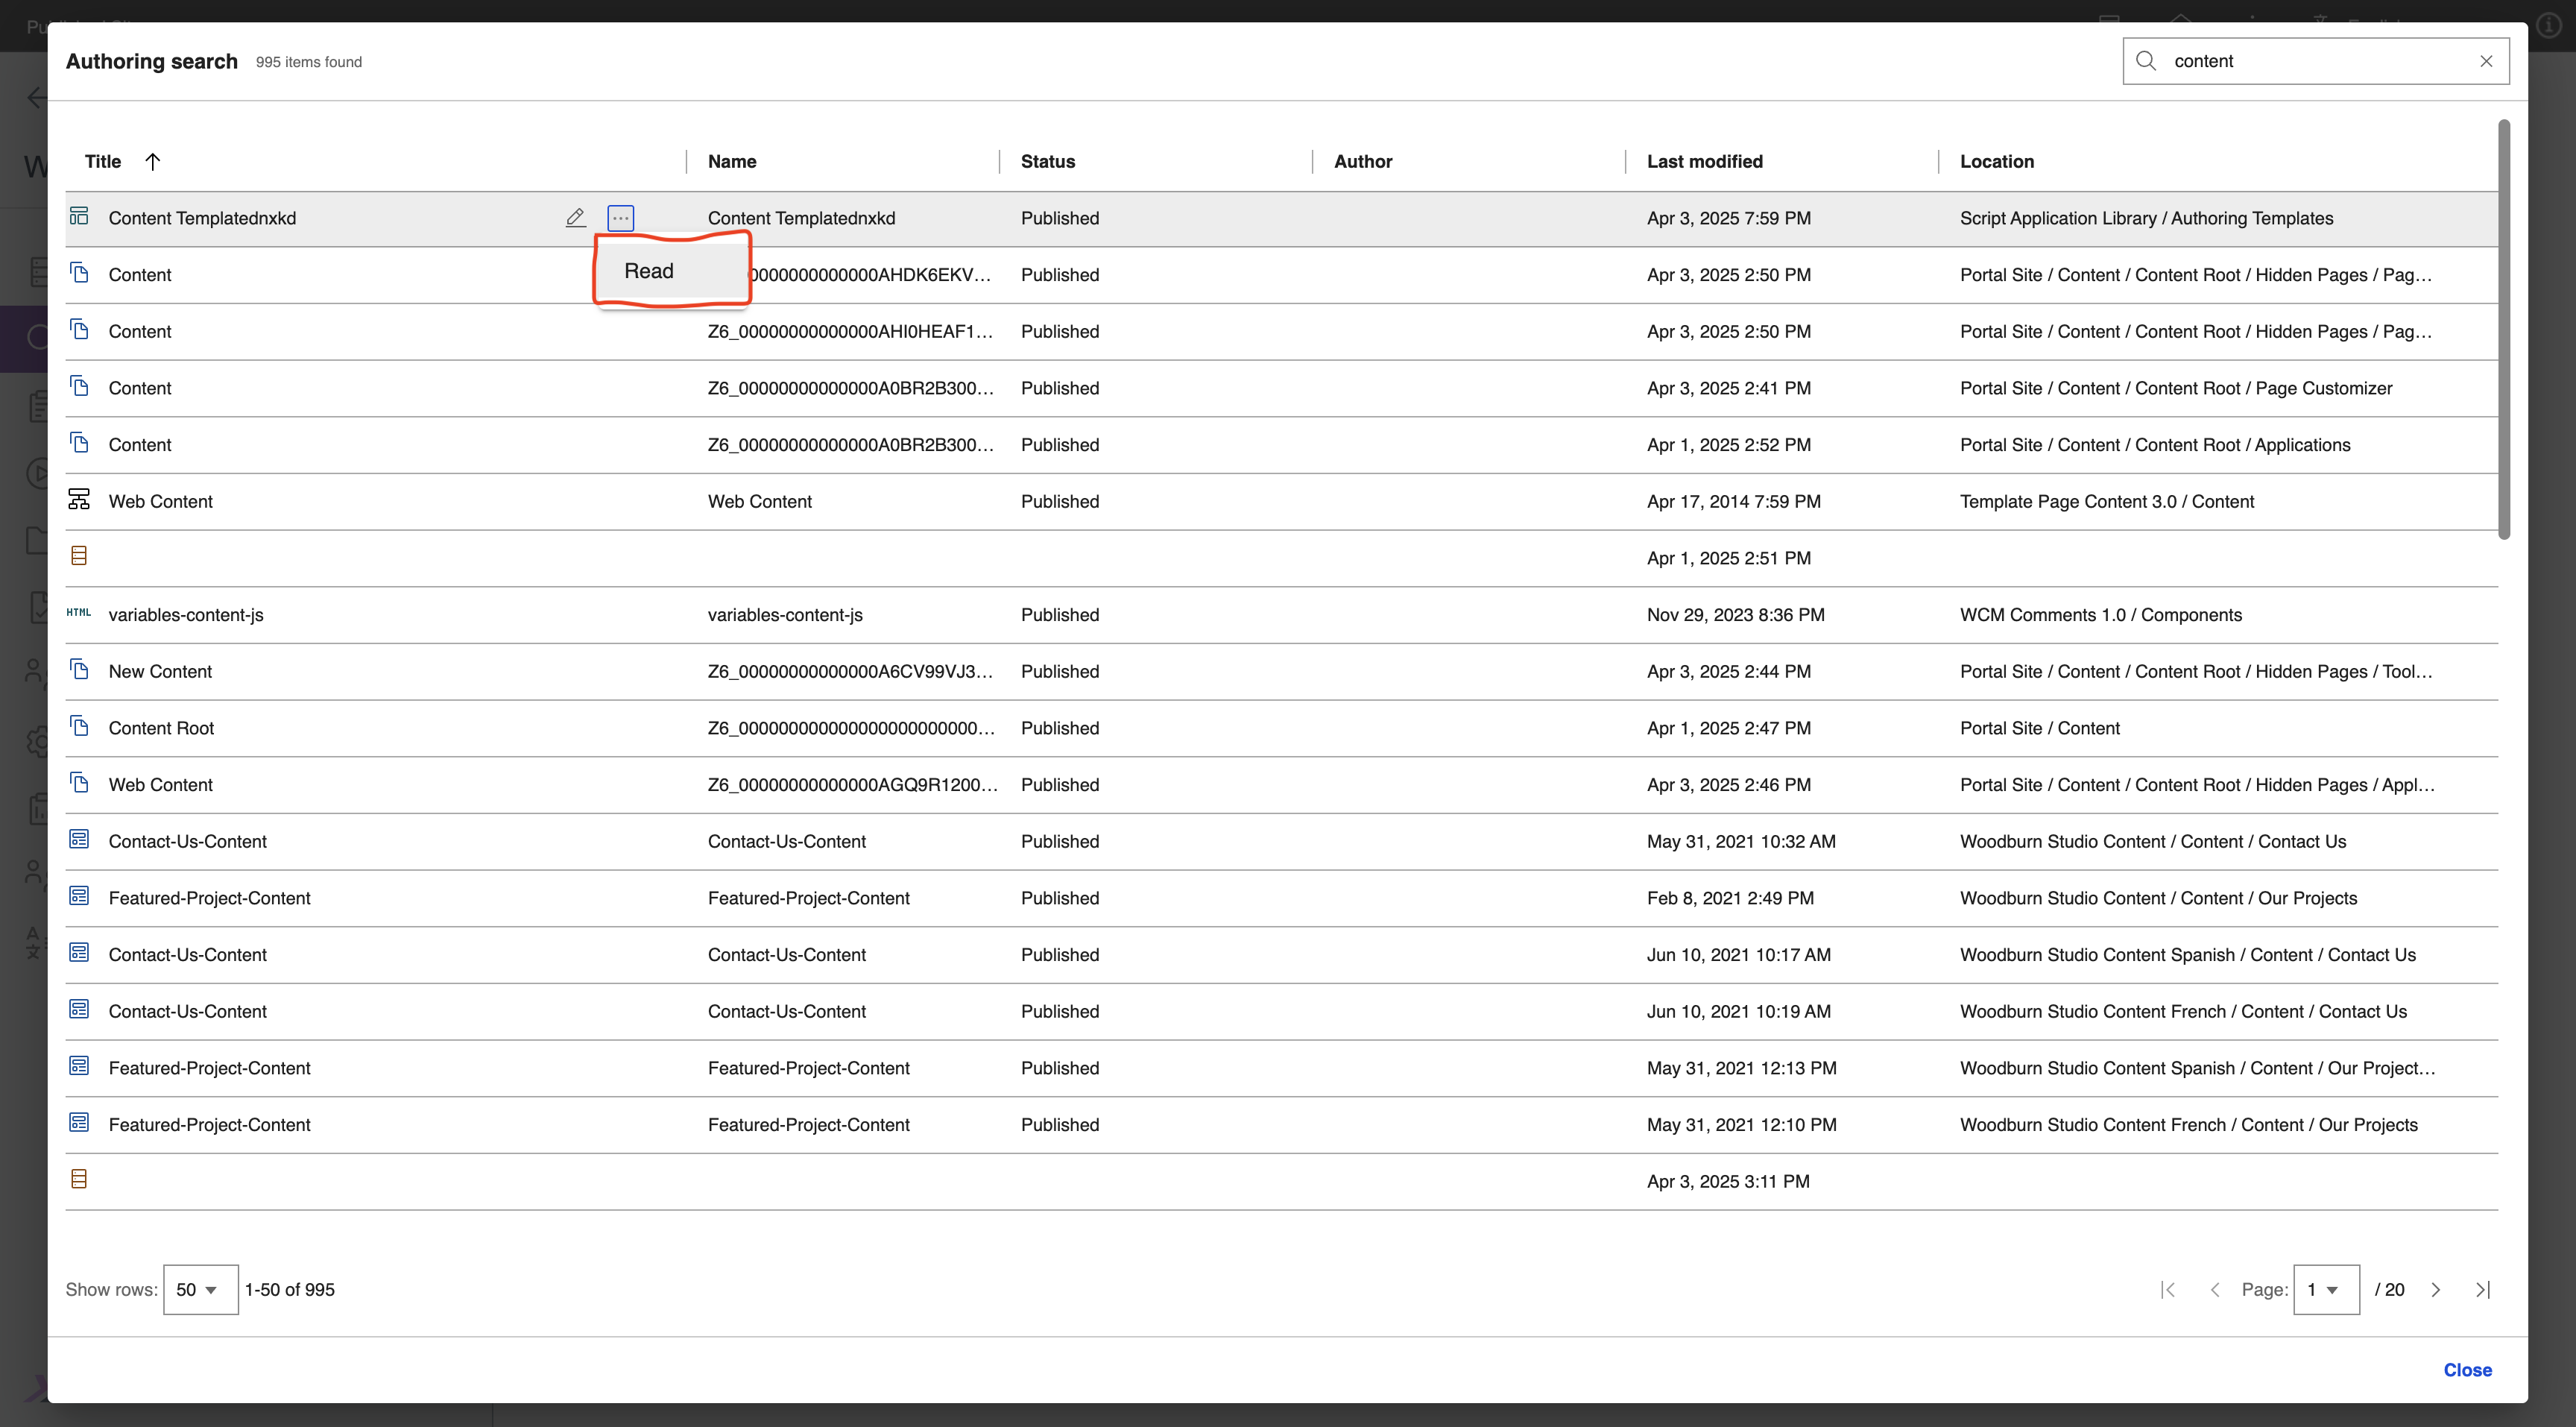 Authoring search 995 items found content
Title Name Status Author Last modified Location
Content Templatednxkd Content Templatednxkd Published Apr 3, 2025 7:59 PM Script Application Library / Authoring Templates
Read
Content 0000000000000AHDK6EKV... Published Apr 3, 2025 2:50 PM Portal Site / Content / Content Root / Hidden Pages / Pag...
Content Z6_00000000000000AHI0HEAF1... Published Apr 3, 2025 2:50 PM Portal Site / Content / Content Root / Hidden Pages / Pag...
Content Z6_00000000000000A0BR2B300... Published Apr 3, 2025 2:41 PM Portal Site / Content / Content Root / Page Customizer
Content Z6_00000000000000A0BR2B300... Published Apr 1, 2025 2:52 PM Portal Site / Content / Content Root / Applications
Web Content Web Content Published Apr 17, 2014 7:59 PM Template Page Content 3.0 / Content
Apr 1, 2025 2:51 PM
HTML variables-content-js variables-content-js Published Nov 29, 2023 8:36 PM WCM Comments 1.0 / Components
New Content Z6_00000000000000A6CV99VJ3... Published Apr 3, 2025 2:44 PM Portal Site / Content / Content Root / Hidden Pages / Tool...
Content Root Z6_000000000000000000000000... Published Apr 1, 2025 2:47 PM Portal Site / Content
Web Content Z6_00000000000000AGQ9R1200... Published Apr 3, 2025 2:46 PM Portal Site / Content / Content Root / Hidden Pages / Appl...
Contact-Us-Content Contact-Us-Content Published May 31, 2021 10:32 AM Woodburn Studio Content / Content / Contact Us
Featured-Project-Content Featured-Project-Content Published Feb 8, 2021 2:49 PM Woodburn Studio Content / Content / Our Projects
Contact-Us-Content Contact-Us-Content Published Jun 10, 2021 10:17 AM Woodburn Studio Content Spanish / Content / Contact Us
Contact-Us-Content Contact-Us-Content Published Jun 10, 2021 10:19 AM Woodburn Studio Content French / Content / Contact Us
Featured-Project-Content Featured-Project-Content Published May 31, 2021 12:13 PM Woodburn Studio Content Spanish / Content / Our Project...
Featured-Project-Content Featured-Project-Content Published May 31, 2021 12:10 PM Woodburn Studio Content French / Content / Our Projects
Apr 3, 2025 3:11 PM
Show rows: 50 1-50 of 995 Page: 1 / 20
Close